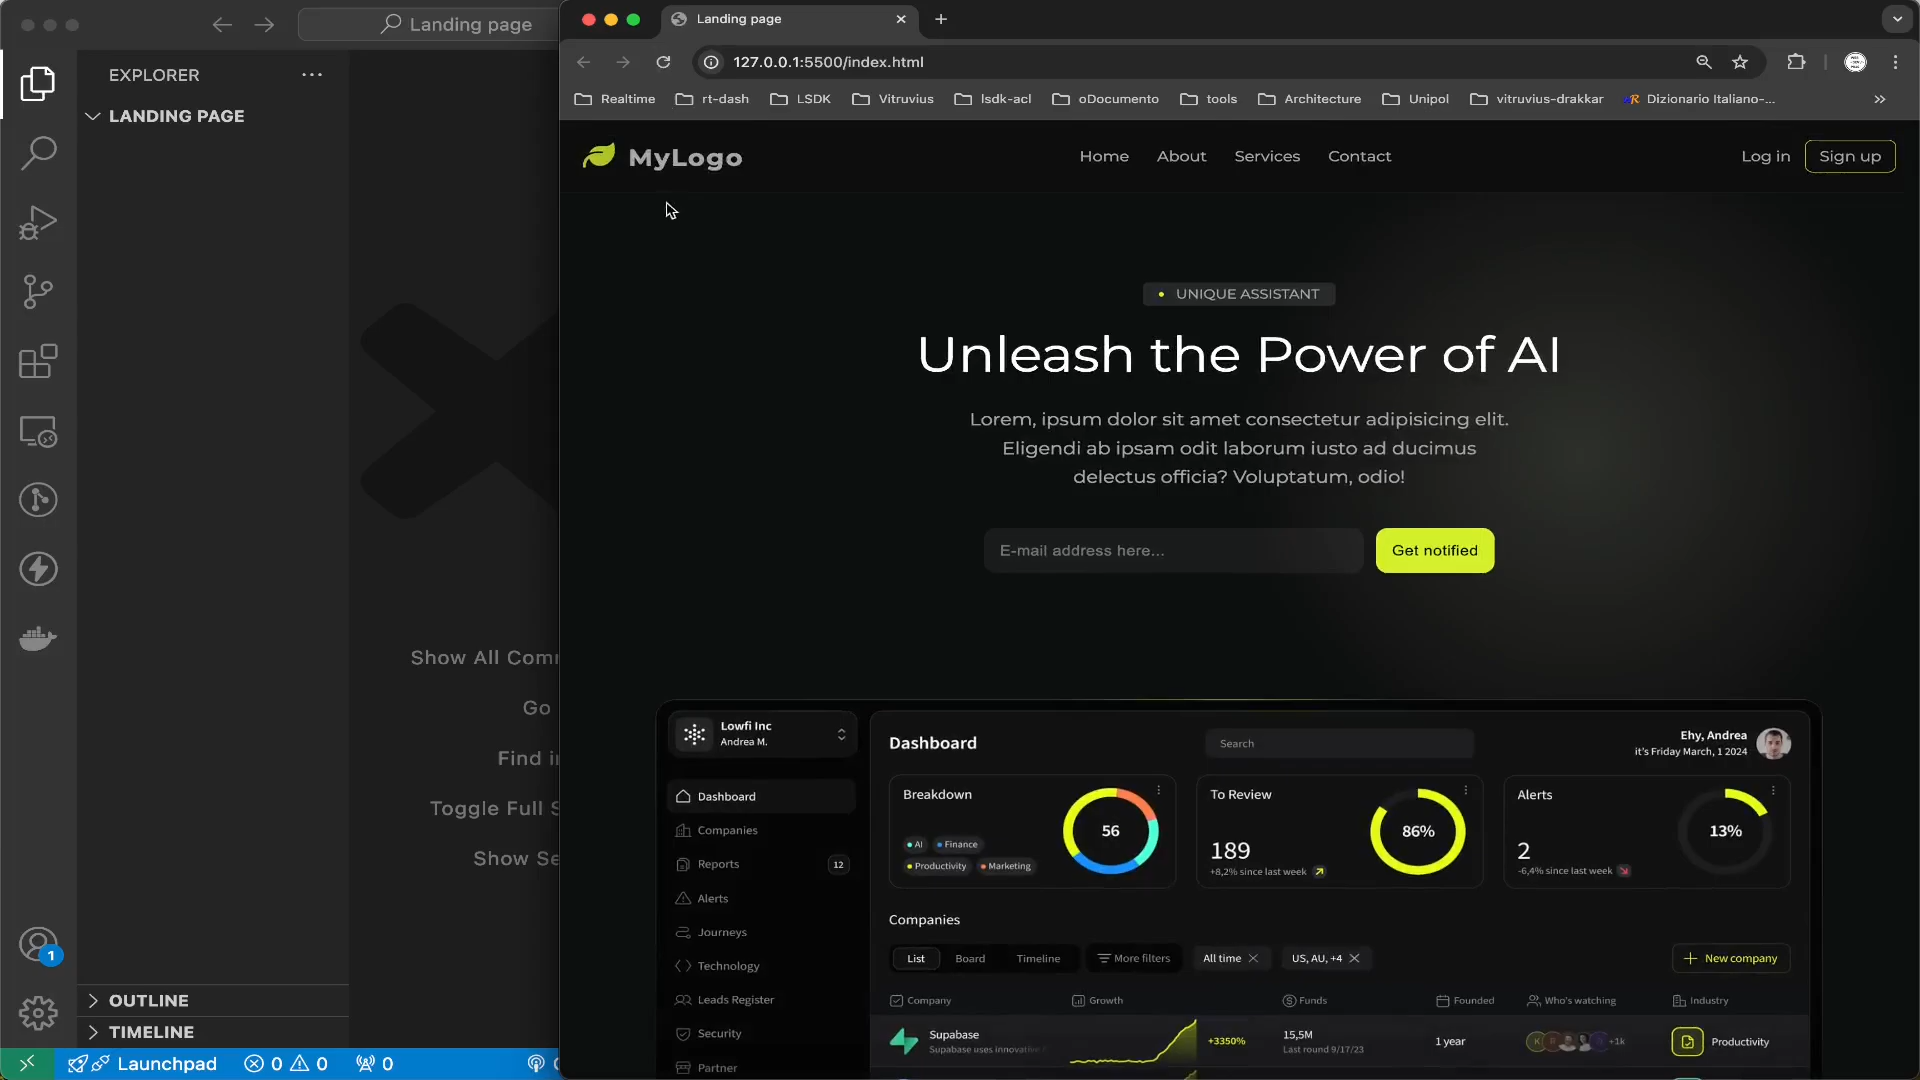 Landing page
EXPLORER
LANDING PAGE
Show All Com
Go
Find i
Toggle Full S
Show Se
1
OUTLINE
TIMELINE
Launchpad
0
0
0
Landing page
127.0.0.1:5500/index.html
Realtime
rt-dash
LSDK
Vitruvius
lsdk-acl
oDocumento
tools
Architecture
Unipol
vitruvius-drakkar
Dizionario Italiano-...
MyLogo
Home
About
Services
Contact
Log in
Sign up
UNIQUE ASSISTANT
Unleash the Power of AI
Lorem, ipsum dolor sit amet consectetur adipisicing elit.
Eligendi ab ipsam odit laborum iusto ad ducimus
delectus officia? Voluptatum, odio!
E-mail address here...
Get notified
Lowfi Inc
Andrea M.
Dashboard
Companies
Reports
12
Alerts
Journeys
Technology
Leads Register
Security
Partner
Dashboard
Search
Ehy, Andrea
it's Friday March, 1 2024
Breakdown
AI
Finance
Productivity
Marketing
56
To Review
189
+8,2% since last week
86%
Alerts
2
-6,4% since last week
13%
Companies
List
Board
Timeline
More filters
All time
US, AU, +4
New company
Company
Growth
Funds
Founded
Who's watching
Industry
Supabase
Supabase uses innovative
+3350%
15,5M
Last round 9/17/23
1 year
K
R
+1k
Productivity